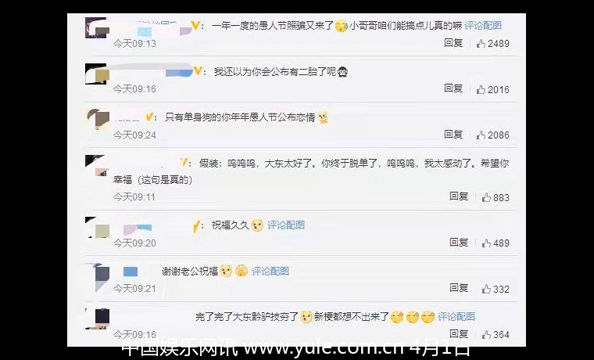 一年一度的愚人节照骗又来了 小哥哥咱们能搞点儿真的嘛 评论配图
今天09:13 回复 2489
： 我还以为你会公布有二胎了呢
今天09:16 回复 2016
： 只有单身狗的你年年愚人节公布恋情
今天09:24 回复 2086
： 假装：呜呜呜，大东太好了。你终于脱单了，呜呜呜，我太感动了。希望你
幸福（这句是真的）
今天09:11 回复 883
： 祝福久久 评论配图
今天09:20 回复 489
谢谢老公祝福 评论配图
今天09:21 回复 332
完了完了大东黔驴技穷了 新梗都想不出来了 评论配图
今天09:16 回复 364
中国娱乐网讯 www.yule.com.cn 4月1日